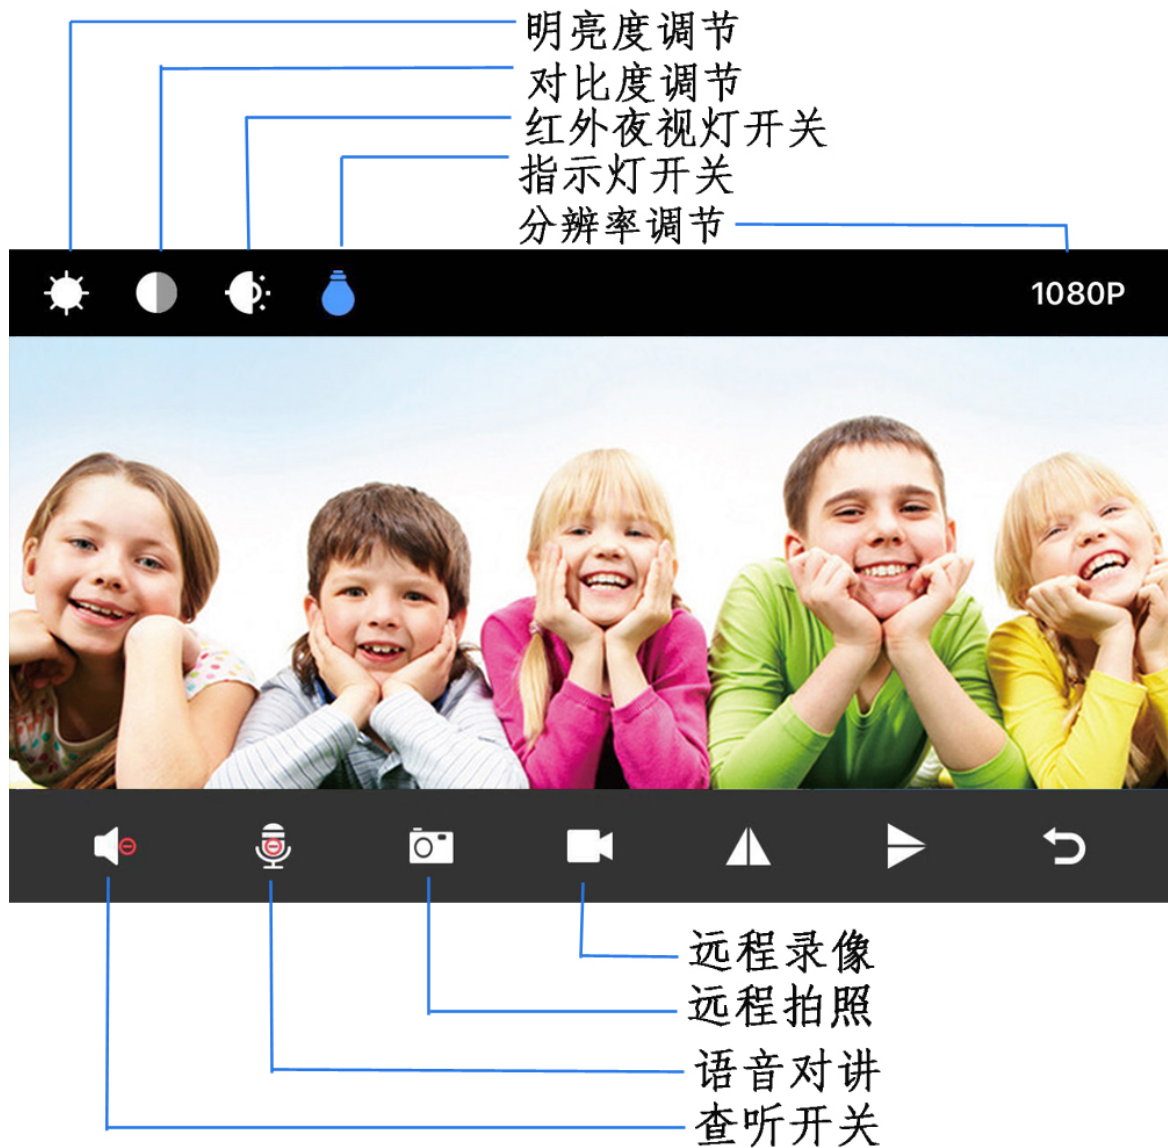 明亮度调节
对比度调节
红外夜视灯开关
指示灯开关
分辨率调节
1080P
远程录像
远程拍照
语音对讲
查听开关